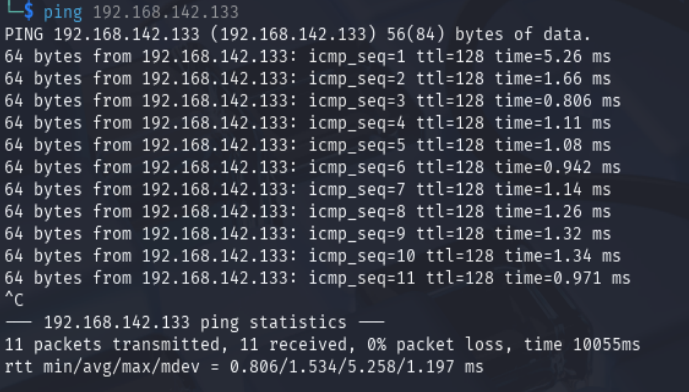 └─$ ping 192.168.142.133
PING 192.168.142.133 (192.168.142.133) 56(84) bytes of data.
64 bytes from 192.168.142.133: icmp_seq=1 ttl=128 time=5.26 ms
64 bytes from 192.168.142.133: icmp_seq=2 ttl=128 time=1.66 ms
64 bytes from 192.168.142.133: icmp_seq=3 ttl=128 time=0.806 ms
64 bytes from 192.168.142.133: icmp_seq=4 ttl=128 time=1.11 ms
64 bytes from 192.168.142.133: icmp_seq=5 ttl=128 time=1.08 ms
64 bytes from 192.168.142.133: icmp_seq=6 ttl=128 time=0.942 ms
64 bytes from 192.168.142.133: icmp_seq=7 ttl=128 time=1.14 ms
64 bytes from 192.168.142.133: icmp_seq=8 ttl=128 time=1.26 ms
64 bytes from 192.168.142.133: icmp_seq=9 ttl=128 time=1.32 ms
64 bytes from 192.168.142.133: icmp_seq=10 ttl=128 time=1.34 ms
64 bytes from 192.168.142.133: icmp_seq=11 ttl=128 time=0.971 ms
^C
--- 192.168.142.133 ping statistics ---
11 packets transmitted, 11 received, 0% packet loss, time 10055ms
rtt min/avg/max/mdev = 0.806/1.534/5.258/1.197 ms